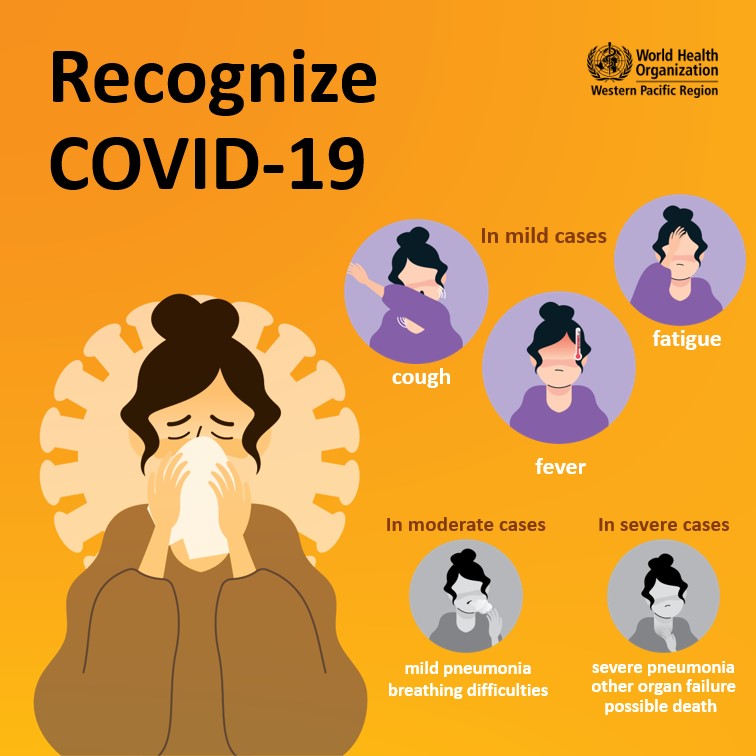 Recognize
COVID-19
World Health
Organization
Western Pacific Region
In mild cases
cough
fever
fatigue
In moderate cases
mild pneumonia
breathing difficulties
In severe cases
severe pneumonia
other organ failure
possible death